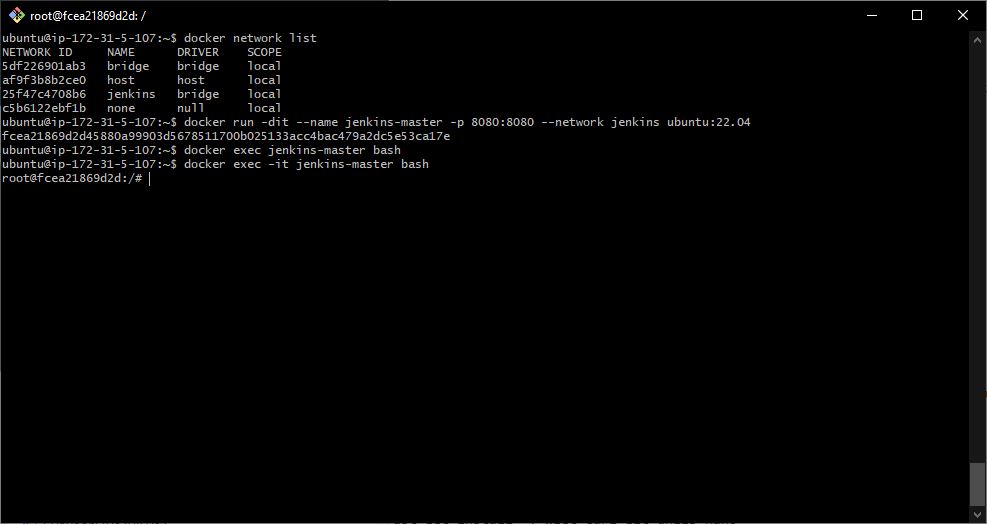 root@fcea21869d2d: /
ubuntu@ip-172-31-5-107:~$ docker network list
NETWORK ID     NAME      DRIVER    SCOPE
5df226901ab3   bridge    bridge    local
af9f3b8b2ce0   host      host      local
25f47c4708b6   jenkins   bridge    local
c5b6122ebf1b   none      null      local
ubuntu@ip-172-31-5-107:~$ docker run -dit --name jenkins-master -p 8080:8080 --network jenkins ubuntu:22.04
fcea21869d2d45880a99903d5678511700b025133acc4bac479a2dc5e53ca17e
ubuntu@ip-172-31-5-107:~$ docker exec jenkins-master bash
ubuntu@ip-172-31-5-107:~$ docker exec -it jenkins-master bash
root@fcea21869d2d:/#